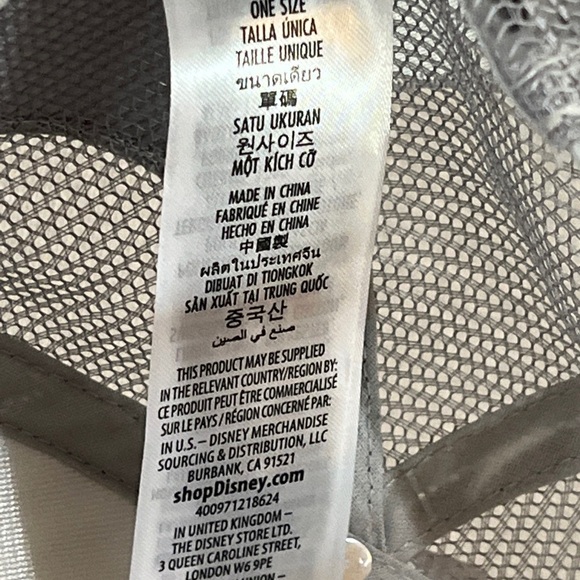 ONE SIZE
TALLA ÚNICA
TAILLE UNIQUE
ขนาดเดียว
單碼
SATU UKURAN
원사이즈
MỘT KÍCH CỠ
MADE IN CHINA
FABRIQUÉ EN CHINE
HECHO EN CHINA
中國製
ผลิตในประเทศจีน
DIBUAT DI TIONGKOK
SẢN XUẤT TẠI TRUNG QUỐC
중국산
صنع في الصين
THIS PRODUCT MAY BE SUPPLIED
IN THE RELEVANT COUNTRY/REGION BY:
CE PRODUIT PEUT ÊTRE COMMERCIALISÉ
SUR LE PAYS / RÉGION CONCERNÉ PAR:
IN U.S. – DISNEY MERCHANDISE
SOURCING & DISTRIBUTION, LLC
BURBANK, CA 91521
shopDisney.com
400971218624
IN UNITED KINGDOM –
THE DISNEY STORE LTD.
3 QUEEN CAROLINE STREET,
LONDON W6 9PE